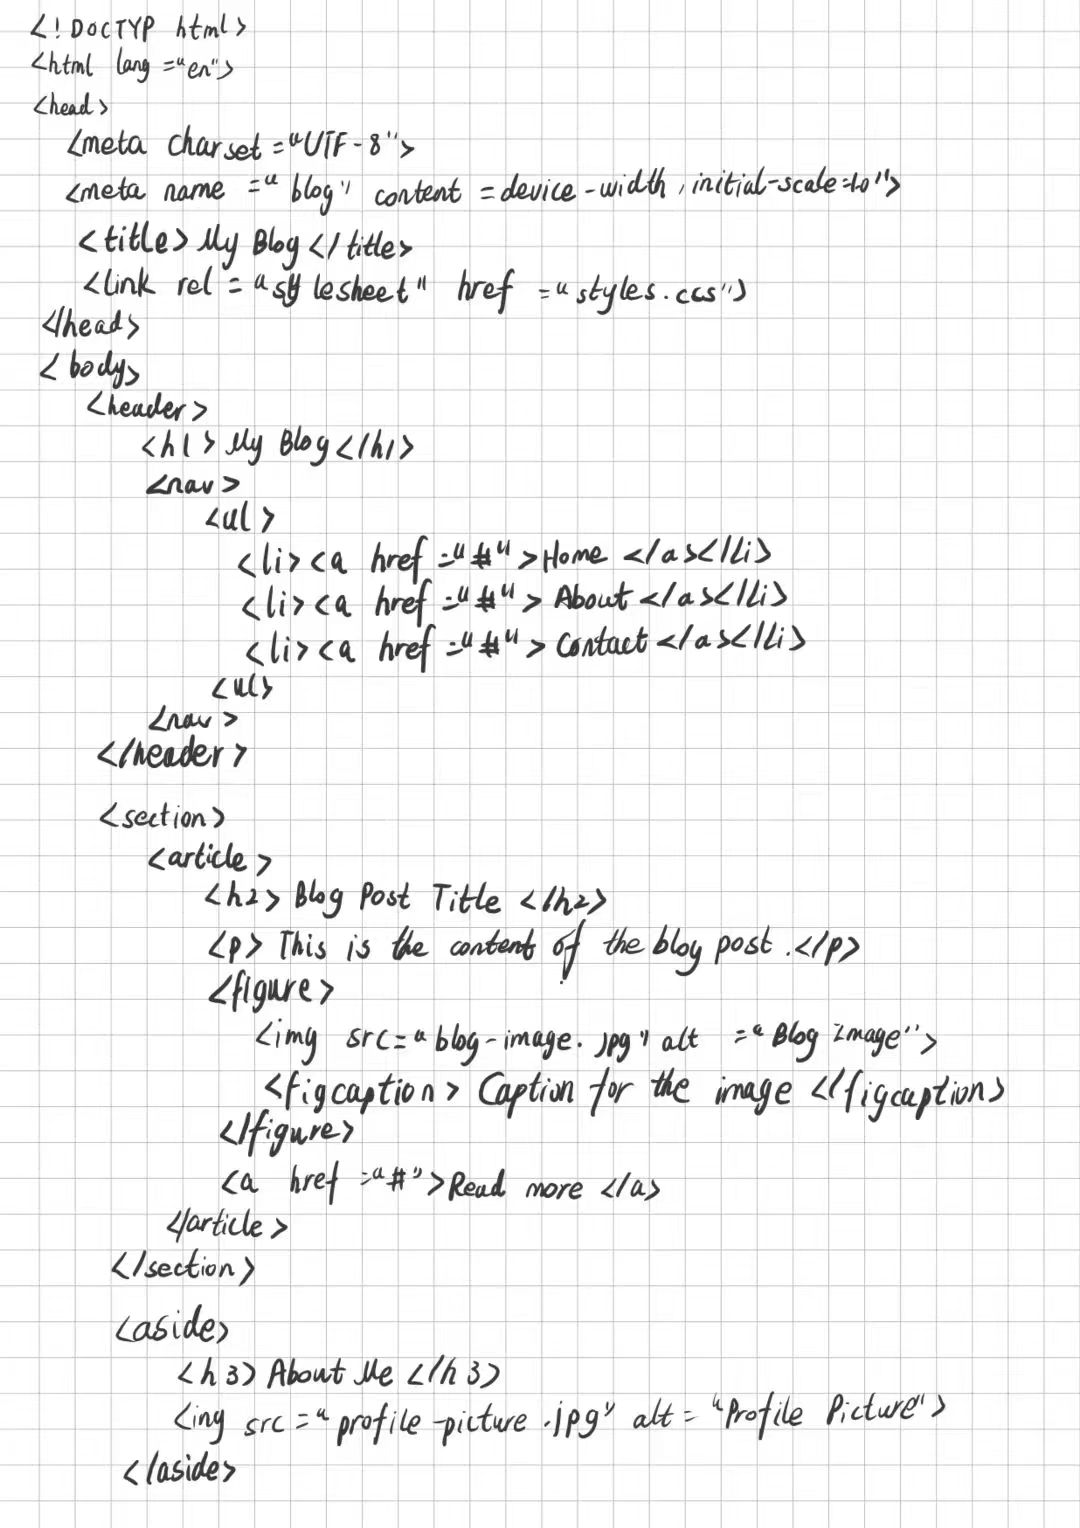 <!DOCTYP html>
<html lang ="en">
<head>
<meta charset ="UTF-8">
<meta name ="blog" content =device-width, initial-scale=1.0">
<title>My Blog</title>
<link rel ="stylesheet" href ="styles.ccs">
</head>
<body>
<header>
<h1>My Blog</h1>
<nav>
<ul>
<li><a href ="#">Home </a></li>
<li><a href ="#">About</a></li>
<li><a href ="#">Contact</a></li>
<ul>
<nav>
</header>
<section>
<article>
<h2> Blog Post Title </h2>
<p> This is the content of the blog post.</p>
<figure>
<img src="blog-image.jpg" alt ="Blog Image">
<figcaption> Caption for the image </figcaption>
</figure>
<a href ="#">Read more </a>
</article>
</section>
<aside>
<h3> About Me </h3>
<ing src ="profile-picture.jpg" alt = "Profile Picture">
</aside>